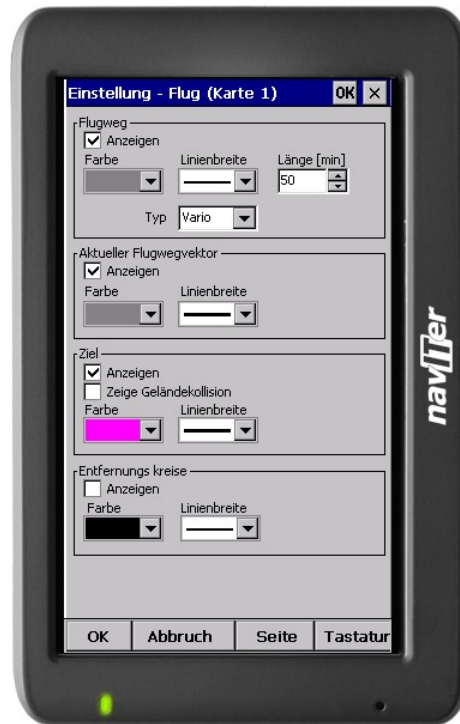 Einstellung - Flug (Karte 1) OK
Flugweg
Anzeigen
Farbe Linienbreite Länge [min]
50
Typ Vario
Aktueller Flugwegvektor
Anzeigen
Farbe Linienbreite
Ziel
Anzeigen
Zeige Geländekollision
Farbe Linienbreite
Entfernungs kreise
Anzeigen
Farbe Linienbreite
OK Abbruch Seite Tastatur
naviter